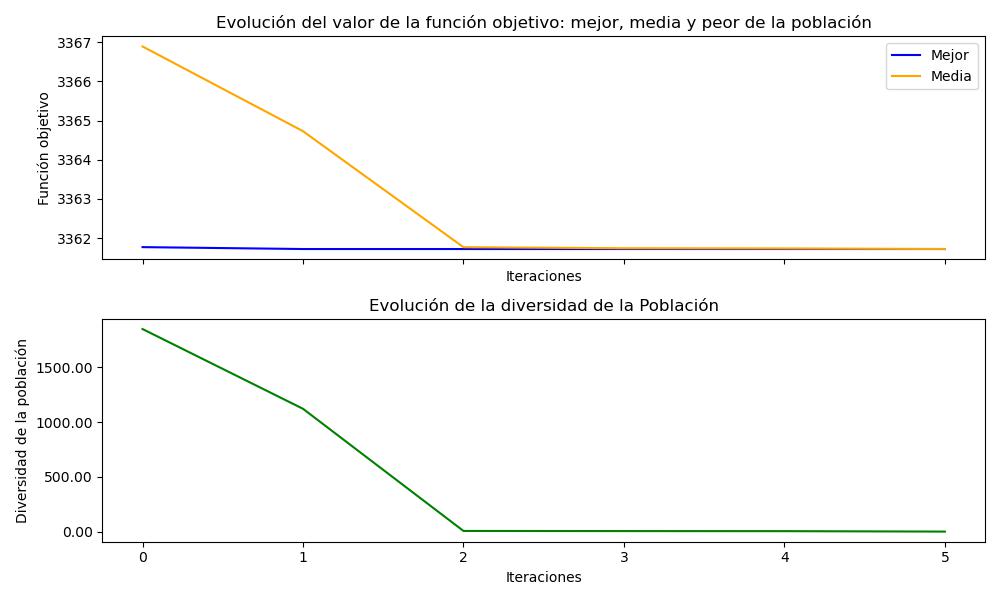 Evolución del valor de la función objetivo: mejor, media y peor de la población
Función objetivo
3367
3366
3365
3364
3363
3362
Mejor
Media
Iteraciones
Evolución de la diversidad de la Población
Diversidad de la población
1500.00
1000.00
500.00
0.00
0 1 2 3 4 5
Iteraciones